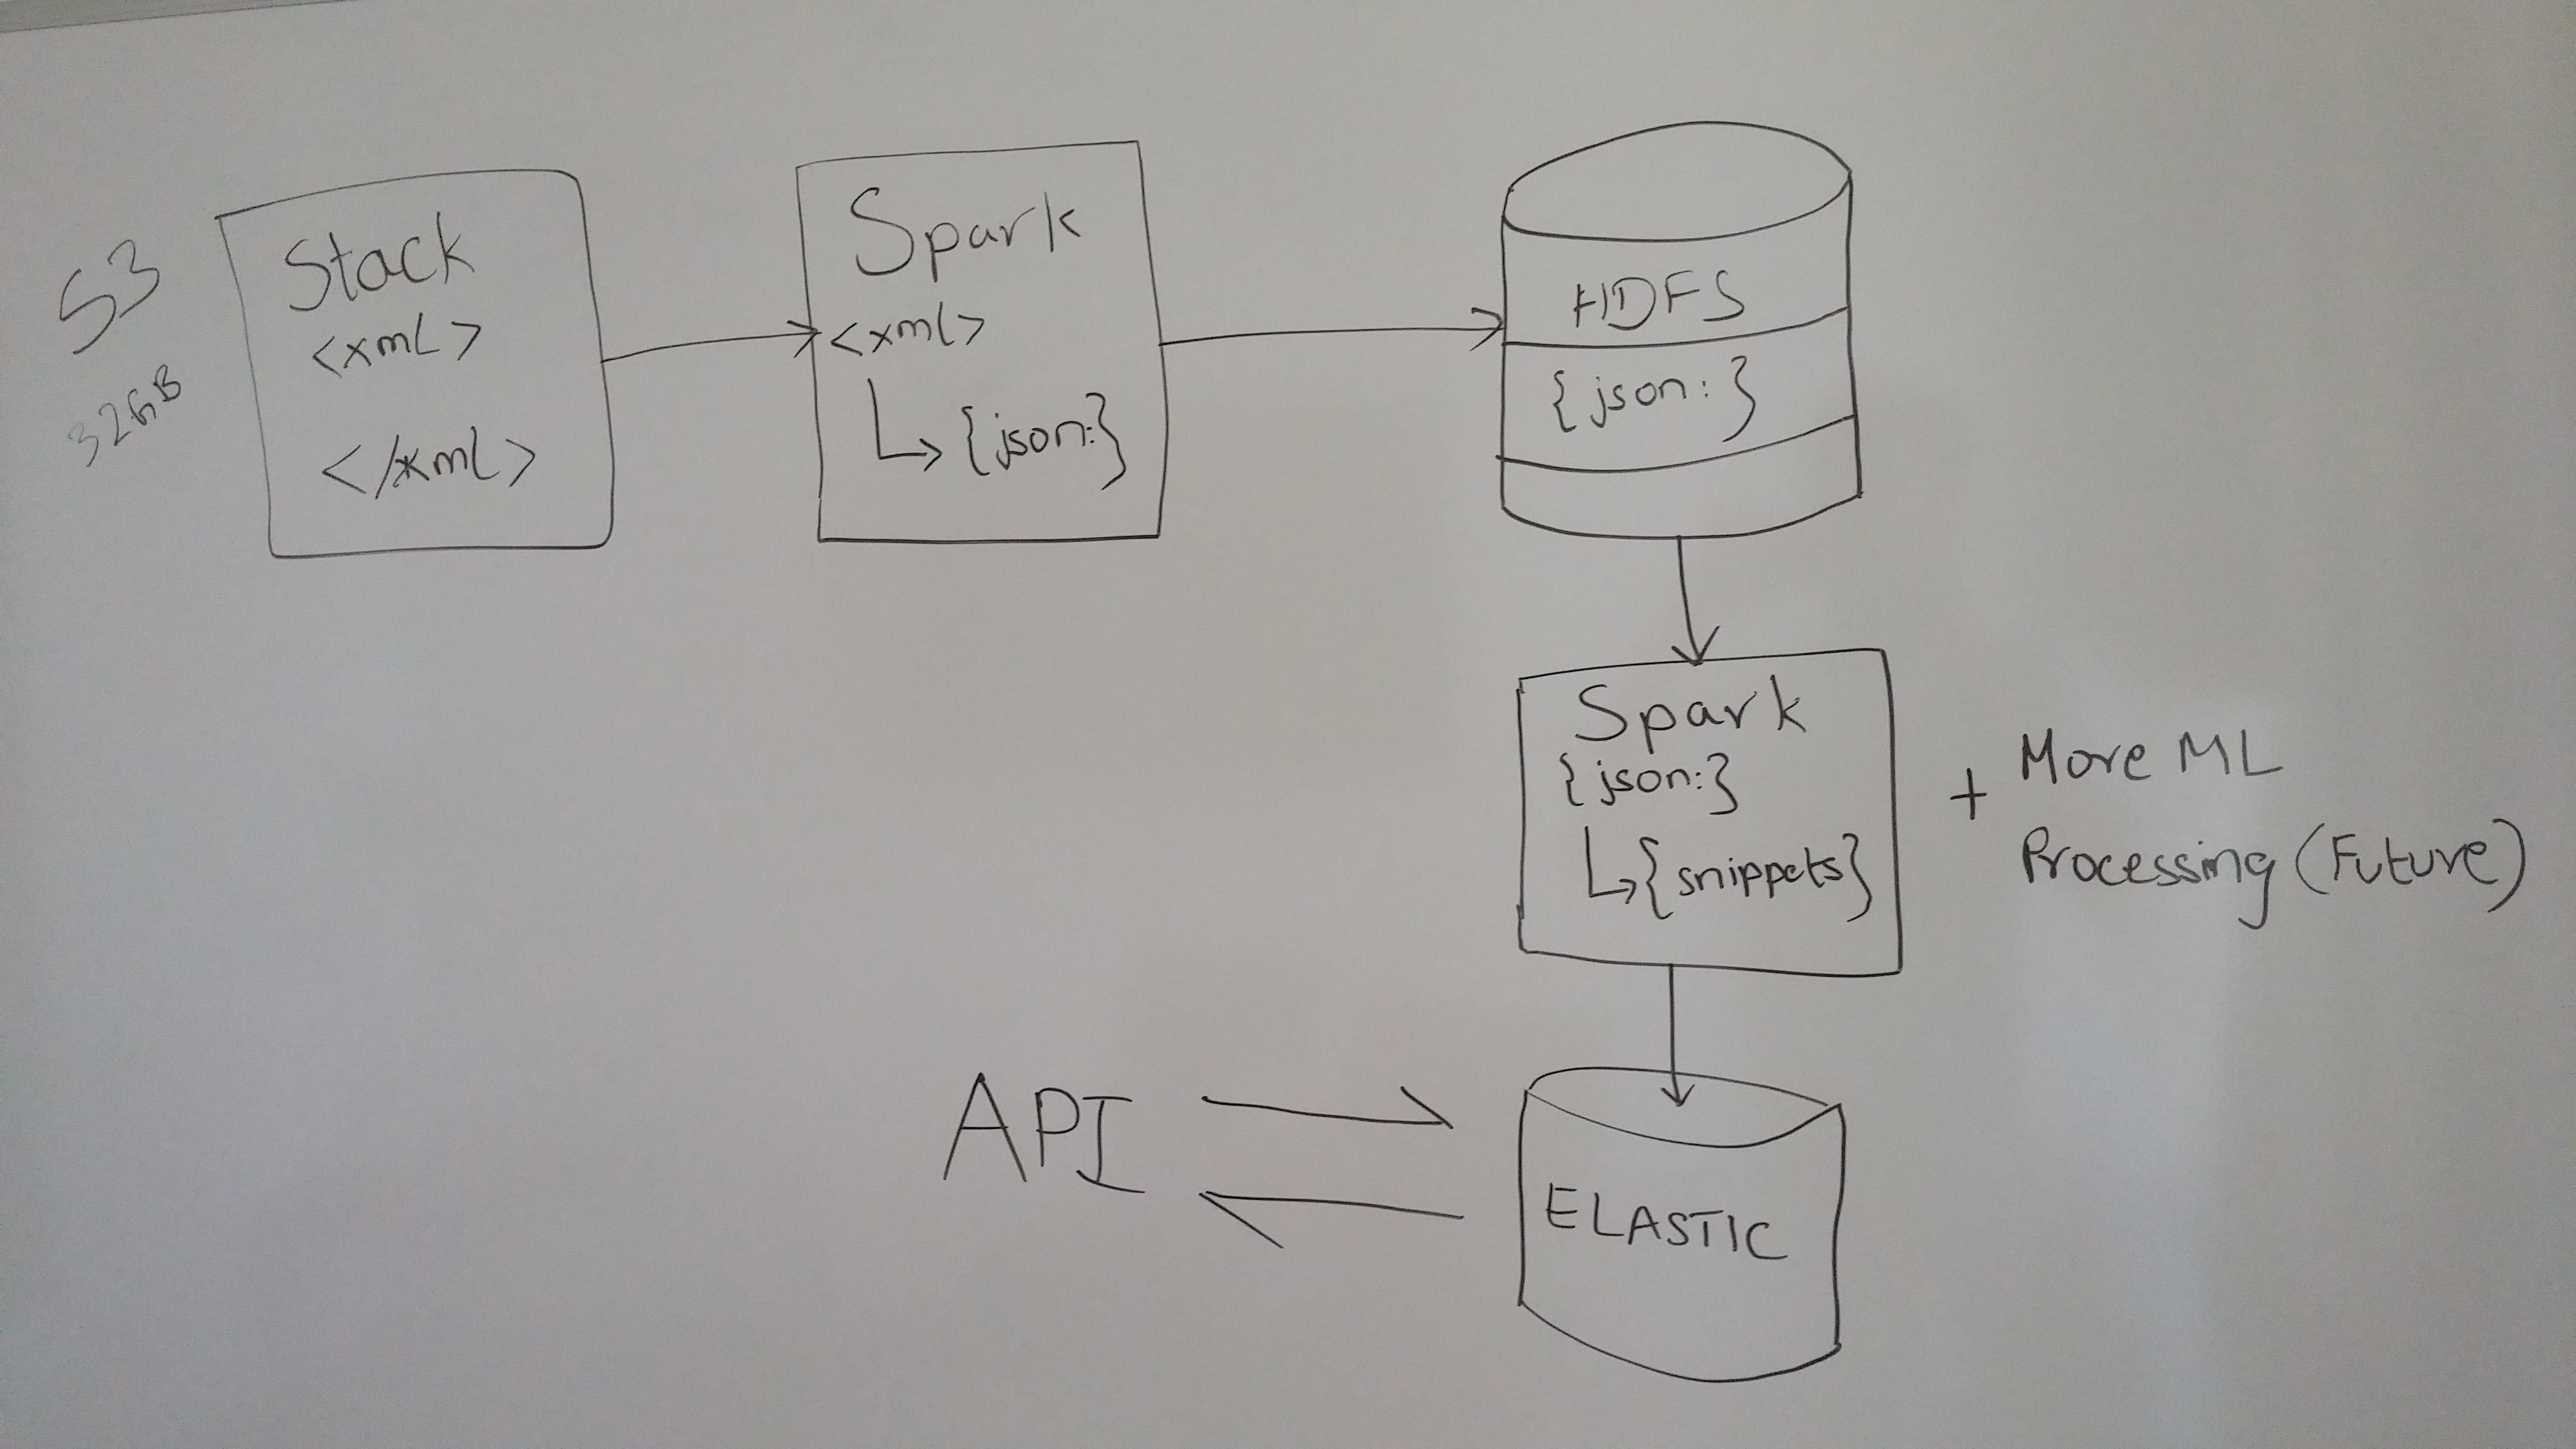 S3
32GB
Stack
<xml>
</xml>
Spark
<xml>
{json:}
HDFS
{json:}
Spark
{json:}
{snippets}
+ More ML
Processing (Future)
API
ELASTIC